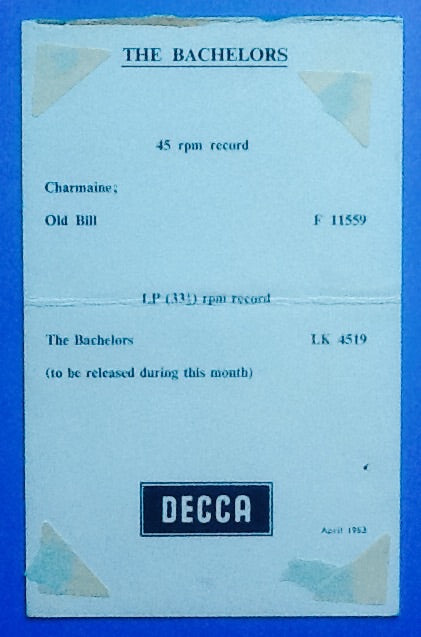 THE BACHELORS
45 rpm record
Charmaine;
Old Bill F 11559
LP (33⅓) rpm record
The Bachelors LK 4519
(to be released during this month)
DECCA
April 1963